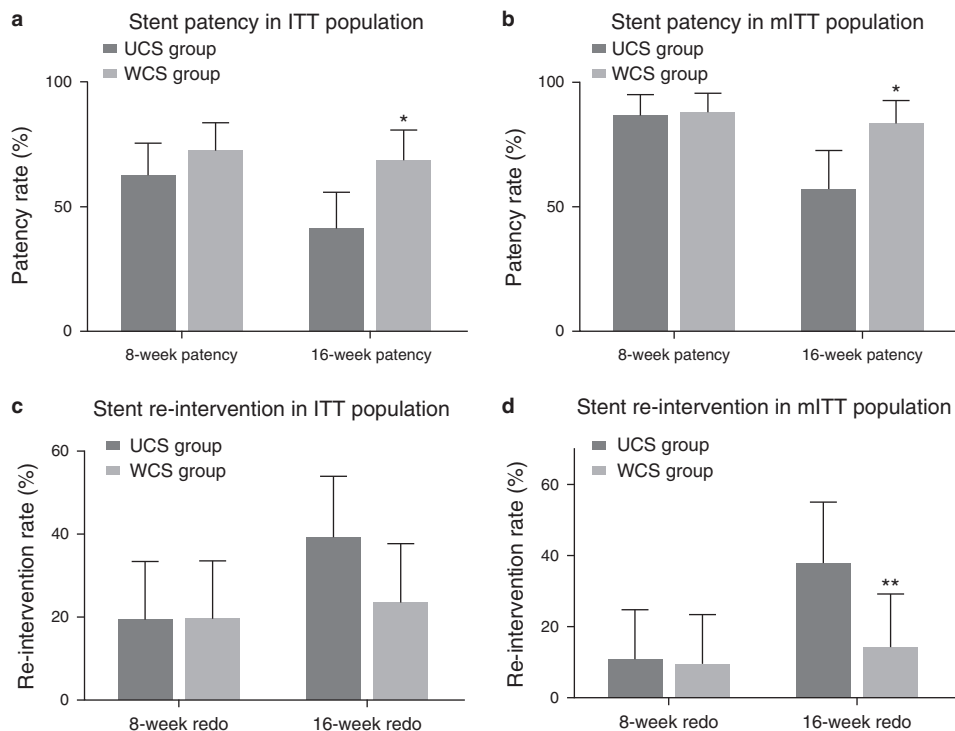 a
Stent patency in ITT population
UCS group
WCS group
Patency rate (%)
100
50
0
*
8-week patency
16-week patency
b
Stent patency in mITT population
UCS group
WCS group
Patency rate (%)
100
50
0
*
8-week patency
16-week patency
c
Stent re-intervention in ITT population
UCS group
WCS group
Re-intervention rate (%)
60
40
20
0
8-week redo
16-week redo
d
Stent re-intervention in mITT population
UCS group
WCS group
Re-intervention rate (%)
60
40
20
0
**
8-week redo
16-week redo